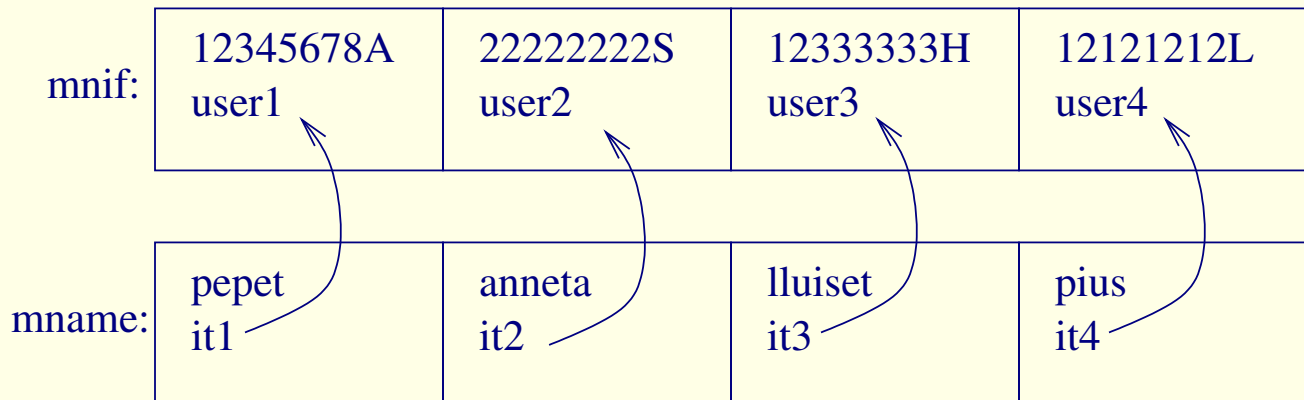 mnif:
12345678A 22222222S 12333333H 12121212L
user1 user2 user3 user4
mname:
pepet anneta lluiset pius
it1 it2 it3 it4